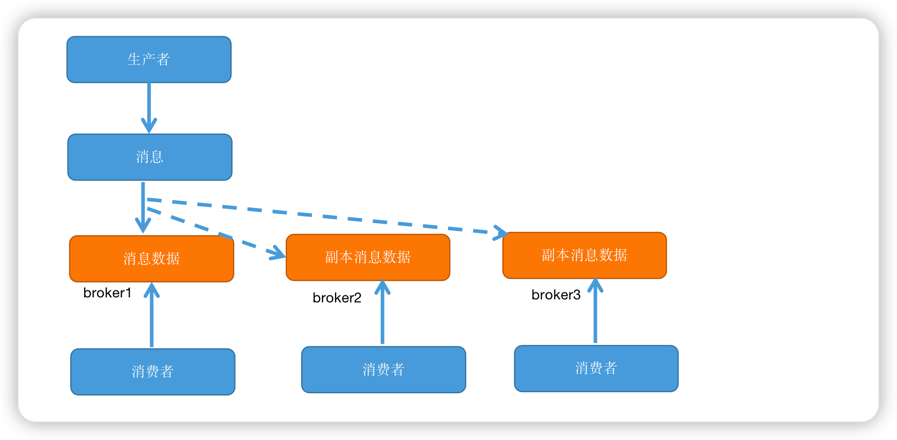 生产者
消息
消息数据
副本消息数据
副本消息数据
broker1
broker2
broker3
消费者
消费者
消费者